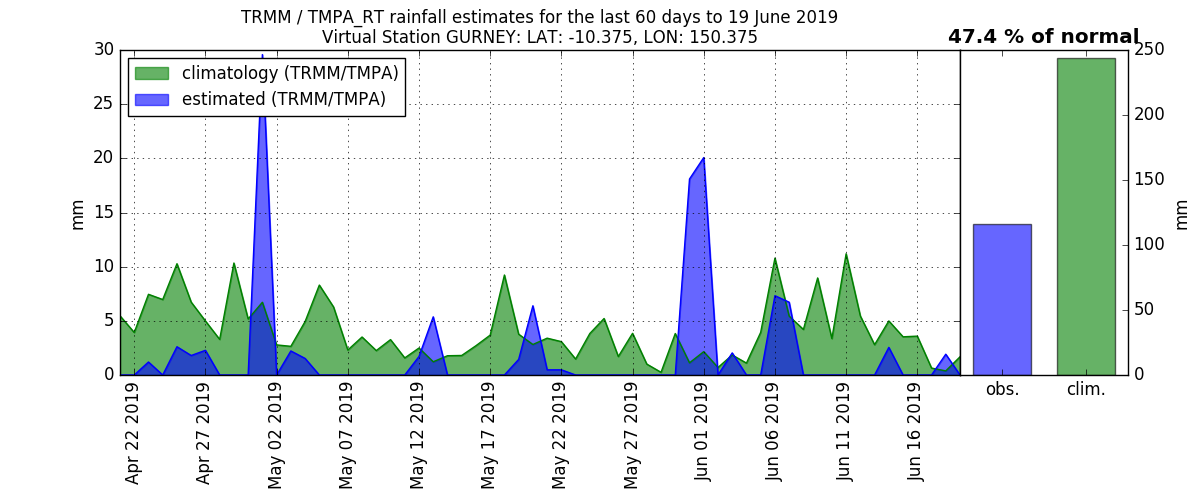 TRMM / TMPA_RT rainfall estimates for the last 60 days to 19 June 2019
Virtual Station GURNEY: LAT: -10.375, LON: 150.375
47.4 % of normal
climatology (TRMM/TMPA)
estimated (TRMM/TMPA)
30
25
20
15
10
5
0
mm
Apr 22 2019
Apr 27 2019
May 02 2019
May 07 2019
May 12 2019
May 17 2019
May 22 2019
May 27 2019
Jun 01 2019
Jun 06 2019
Jun 11 2019
Jun 16 2019
250
200
150
100
50
0
mm
obs.
clim.